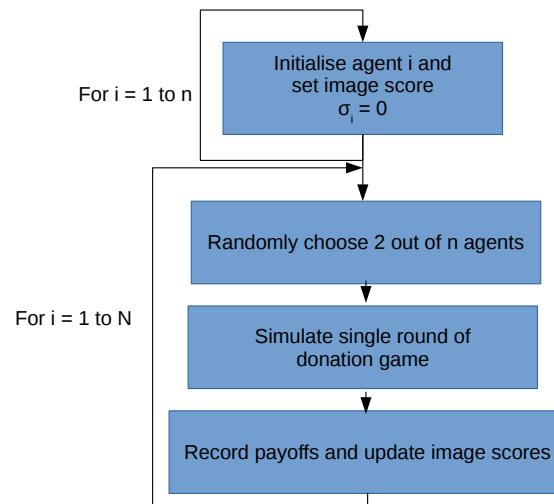 Initialise agent i and
set image score
σi = 0
For i = 1 to n
Randomly choose 2 out of n agents
For i = 1 to N
Simulate single round of
donation game
Record payoffs and update image scores